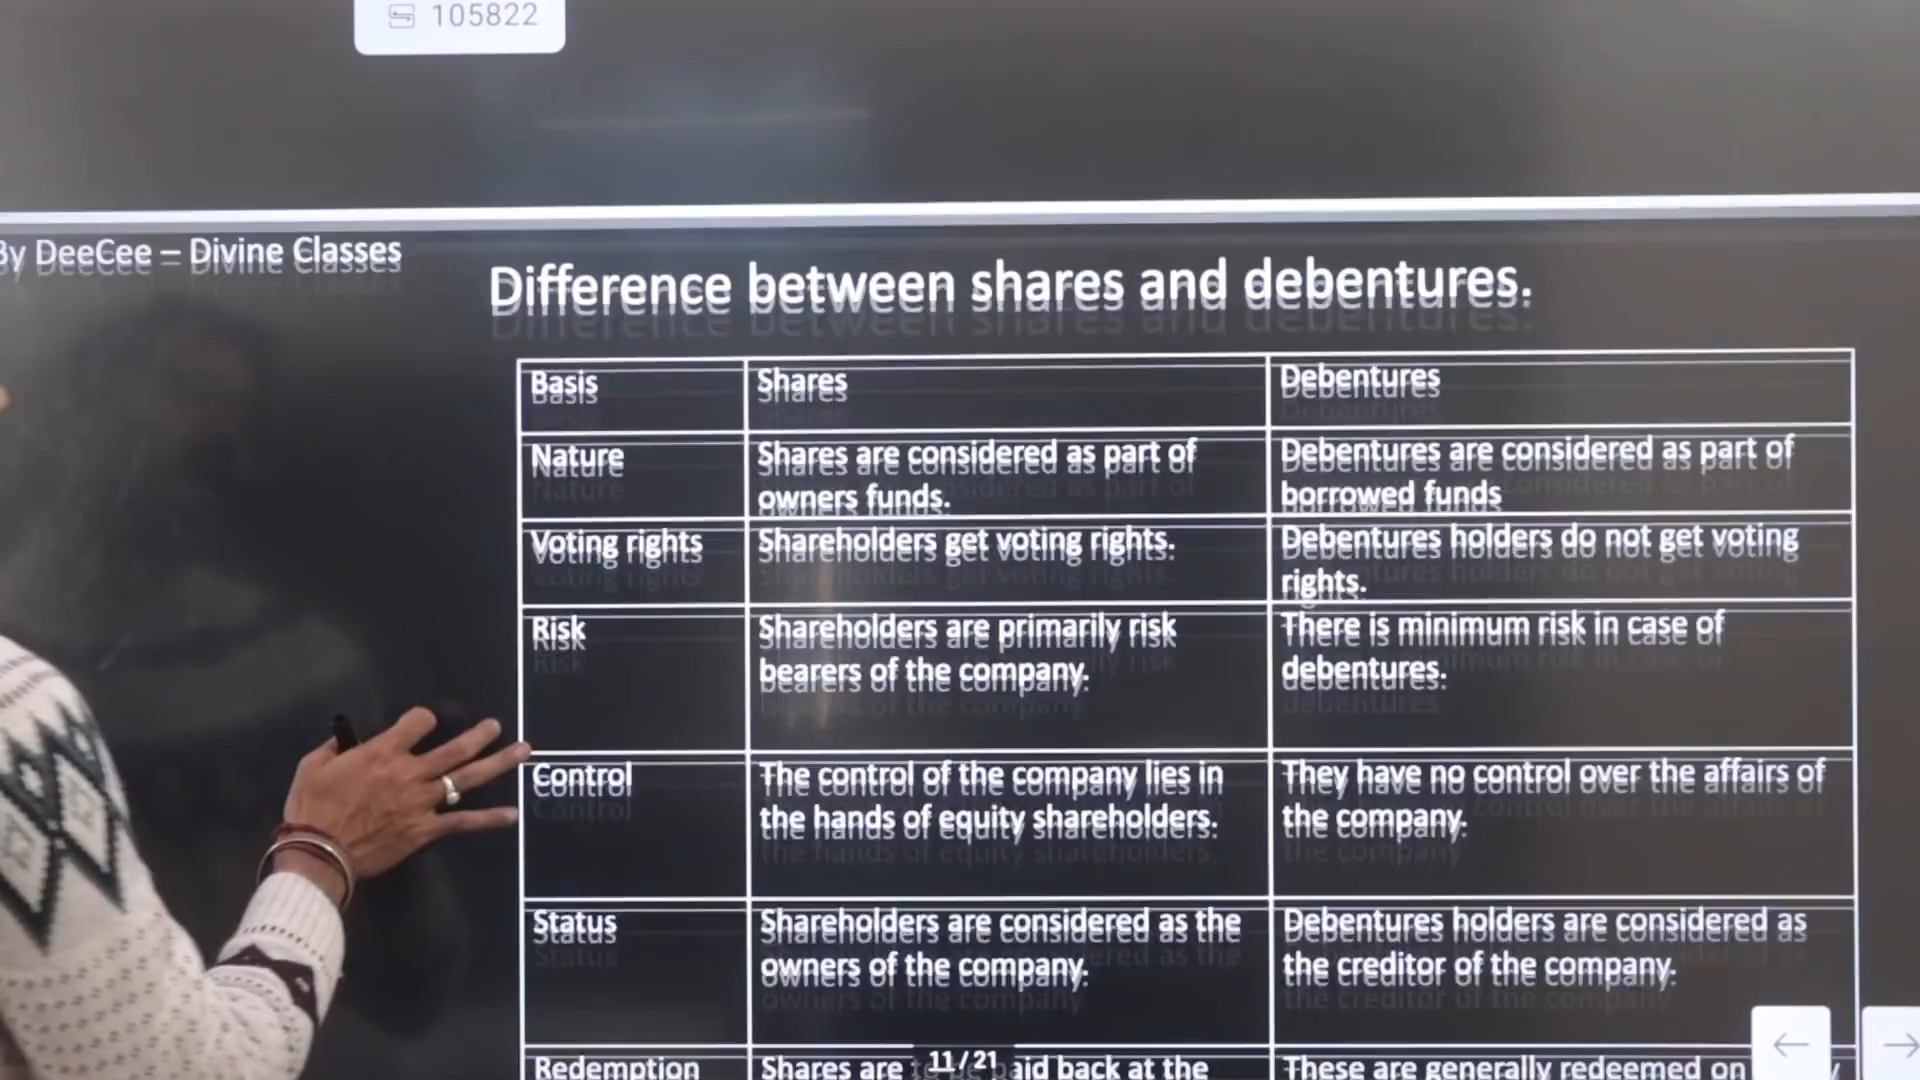 105822
By DeeCee – Divine Classes
Difference between shares and debentures.
Basis
Shares
Debentures
Nature
Shares are considered as part of
owners funds.
Debentures are considered as part of
borrowed funds
Voting rights
Shareholders get voting rights.
Debentures holders do not get voting
rights.
Risk
Shareholders are primarily risk
bearers of the company.
There is minimum risk in case of
debentures.
Control
The control of the company lies in
the hands of equity shareholders.
They have no control over the affairs of
the company.
Status
Shareholders are considered as the
owners of the company.
Debentures holders are considered as
the creditor of the company.
Redemption
Shares are back at the
These are generally redeemed on
11/21